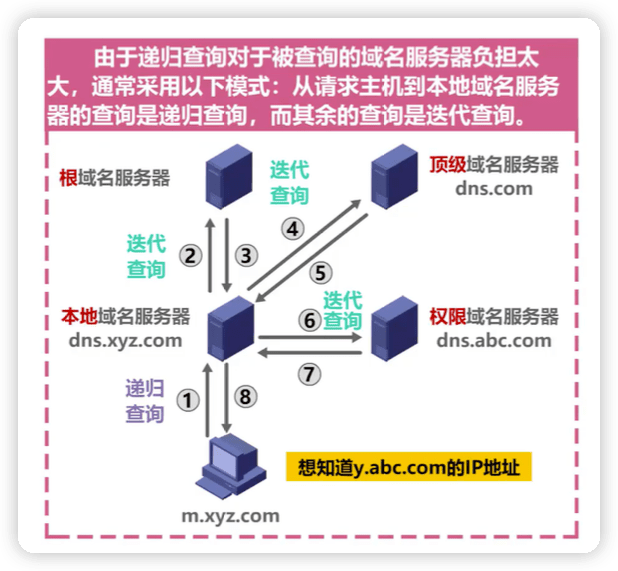 由于递归查询对于被查询的域名服务器负担太
大，通常采用以下模式：从请求主机到本地域名服务
器的查询是递归查询，而其余的查询是迭代查询。
根域名服务器
迭代
查询
顶级域名服务器
dns.com
迭代
查询
②
③
④
⑤
本地域名服务器
dns.xyz.com
⑥
迭代
查询
权限域名服务器
dns.abc.com
⑦
递归
查询
①
⑧
想知道y.abc.com的IP地址
m.xyz.com